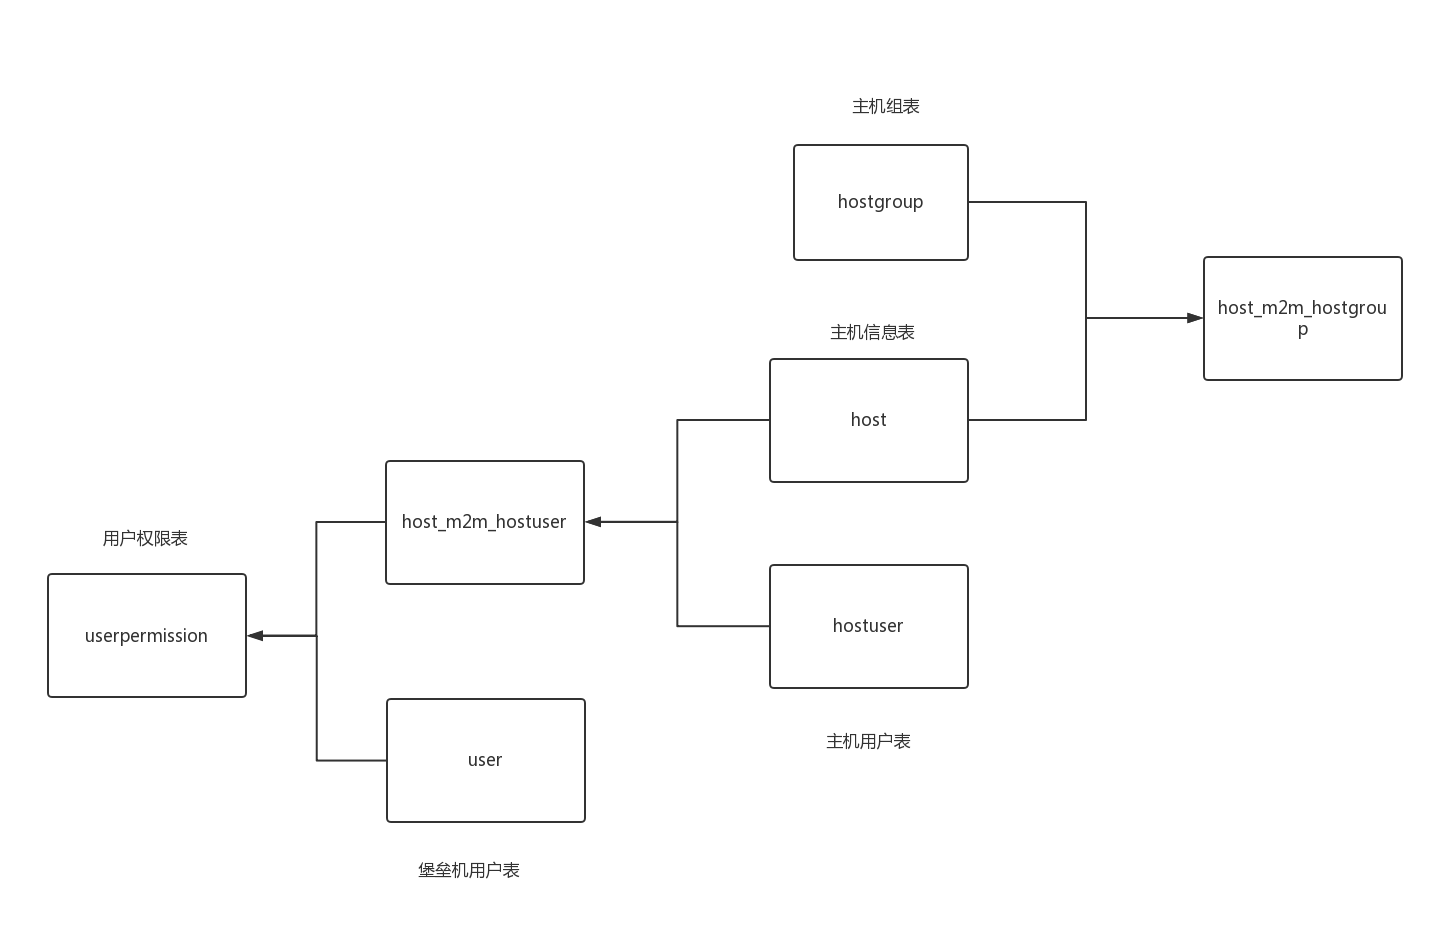 主机组表
hostgroup
host_m2m_hostgrou
p
主机信息表
host
host_m2m_hostuser
用户权限表
userpermission
hostuser
主机用户表
user
堡垒机用户表